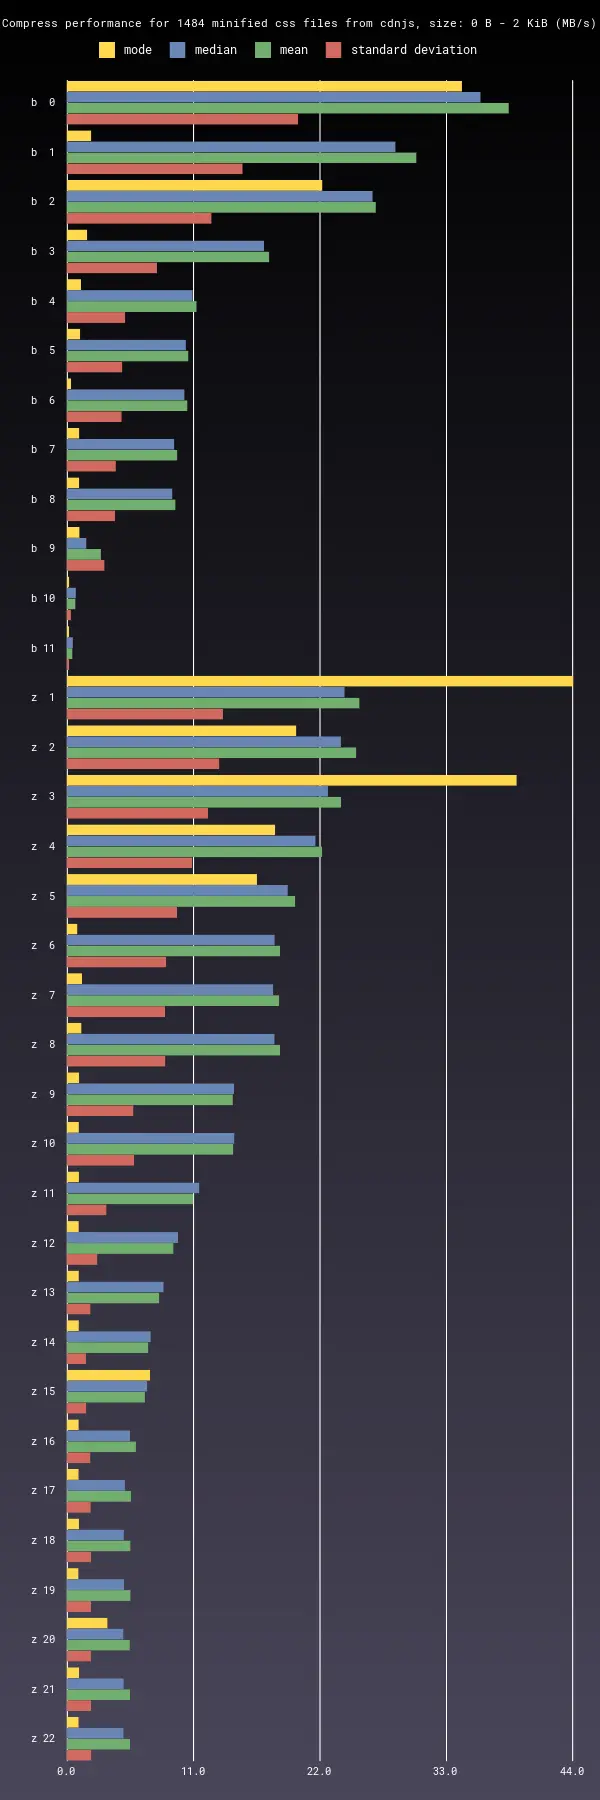 Compress performance for 1484 minified css files from cdnjs, size: 0 B - 2 KiB (MB/s)
mode median mean standard deviation
b 0
b 1
b 2
b 3
b 4
b 5
b 6
b 7
b 8
b 9
b 10
b 11
z 1
z 2
z 3
z 4
z 5
z 6
z 7
z 8
z 9
z 10
z 11
z 12
z 13
z 14
z 15
z 16
z 17
z 18
z 19
z 20
z 21
z 22
0.0 11.0 22.0 33.0 44.0